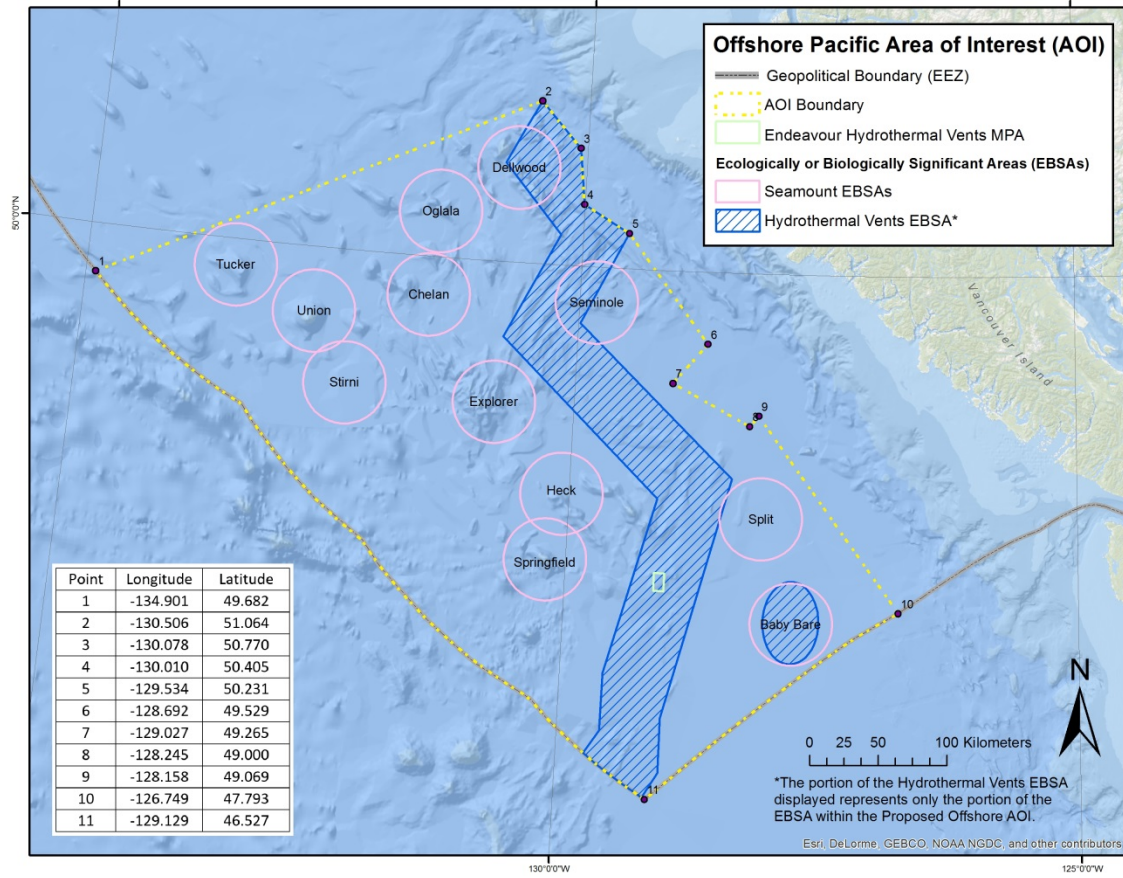 Offshore Pacific Area of Interest (AOI)
Geopolitical Boundary (EEZ)
AOI Boundary
Endeavour Hydrothermal Vents MPA
Ecologically or Biologically Significant Areas (EBSAs)
Seamount EBSAs
Hydrothermal Vents EBSA*
2
3
Dellwood
4
Oglala
5
50°0'0"N
Tucker
1
Chelan
Seminole
Union
Vancouver Island
6
7
Stirni
Explorer
9
8
Heck
Split
Springfield
10
Baby Bare
Point Longitude Latitude
1 -134.901 49.682
2 -130.506 51.064
3 -130.078 50.770
4 -130.010 50.405
5 -129.534 50.231
6 -128.692 49.529
7 -129.027 49.265
8 -128.245 49.000
9 -128.158 49.069
10 -126.749 47.793
11 -129.129 46.527
N
0 25 50 100 Kilometers
*The portion of the Hydrothermal Vents EBSA
displayed represents only the portion of the
EBSA within the Proposed Offshore AOI.
11
Esri, DeLorme, GEBCO, NOAA NGDC, and other contributors
130°0'0"W
125°0'0"W